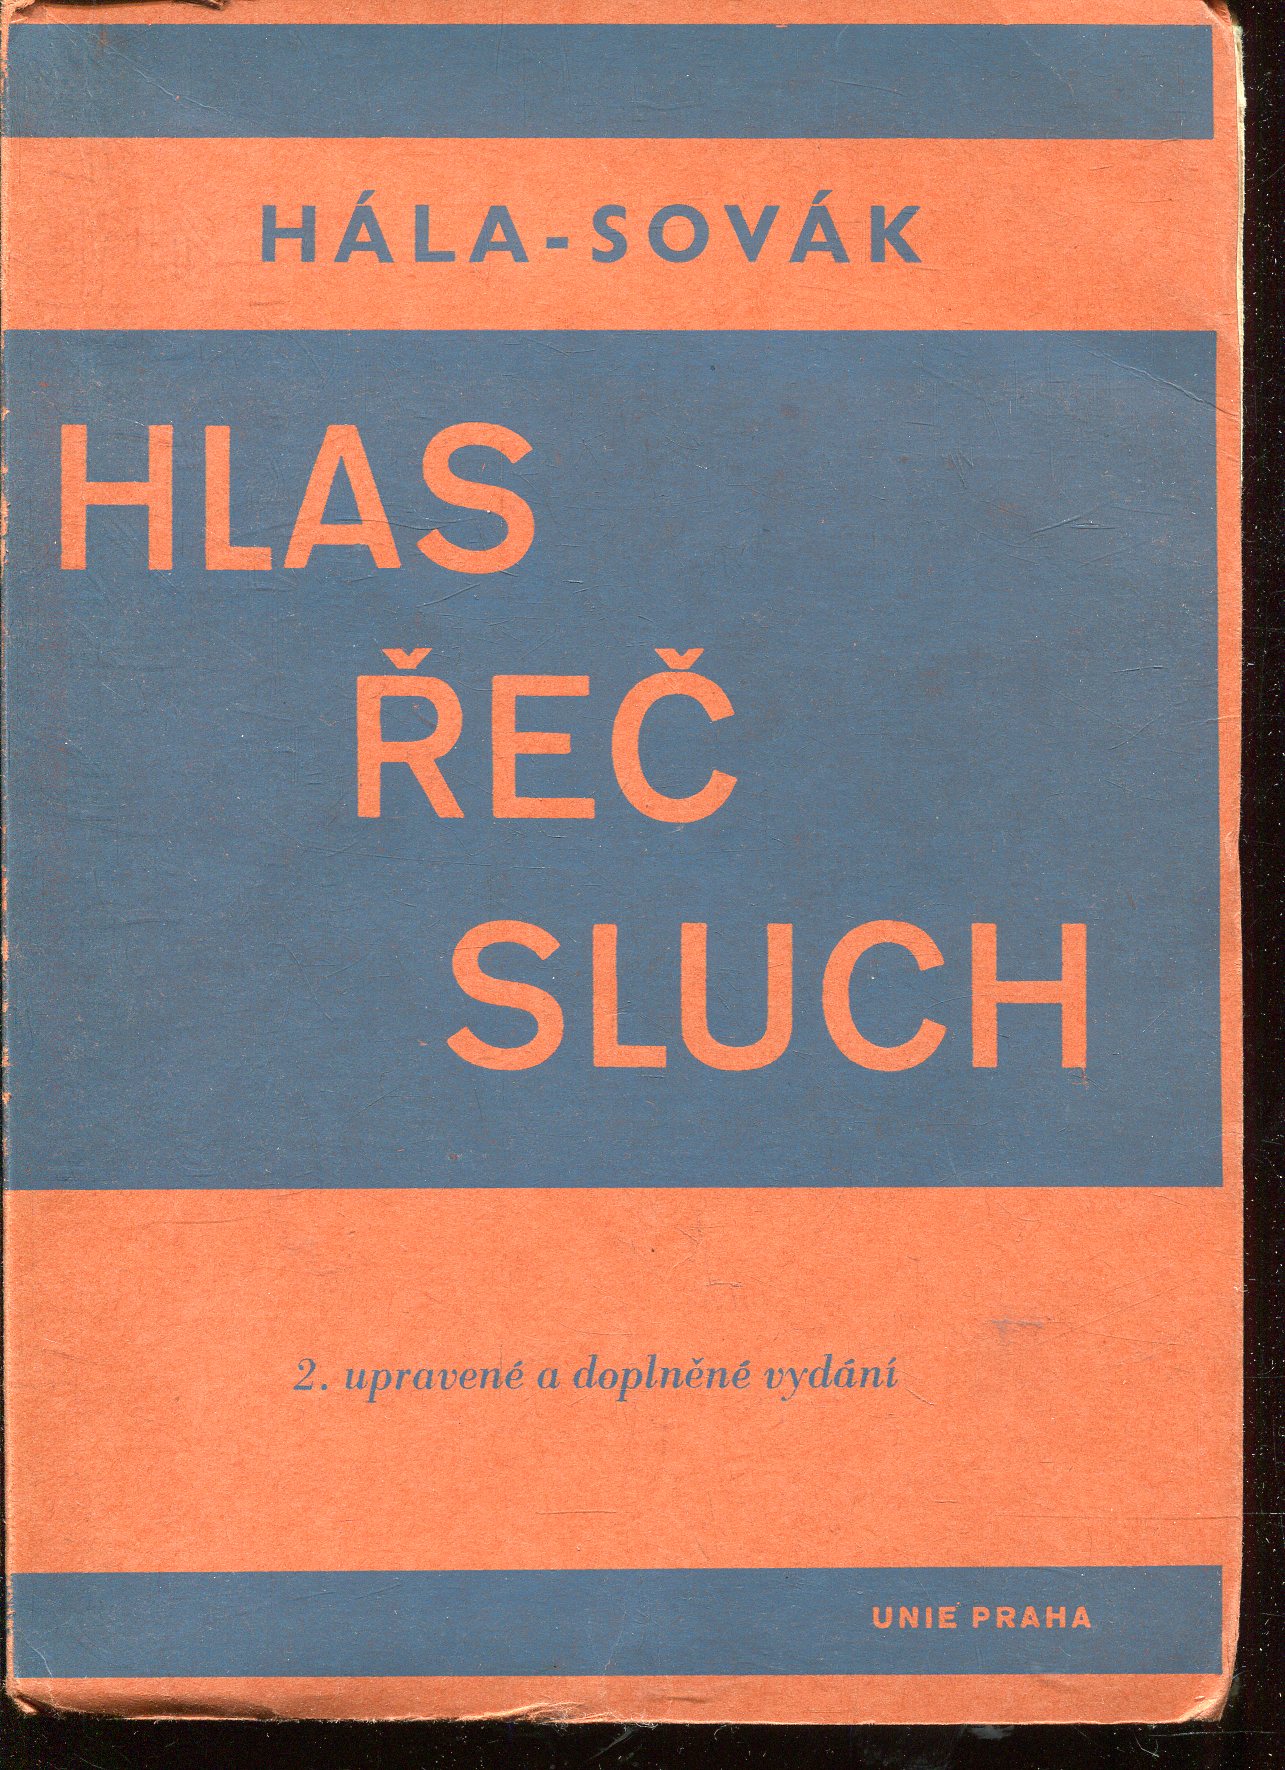 HÁLA-SOVÁK
HLAS
ŘEČ
SLUCH
2. upravené a doplněné vydání
UNIE PRAHA